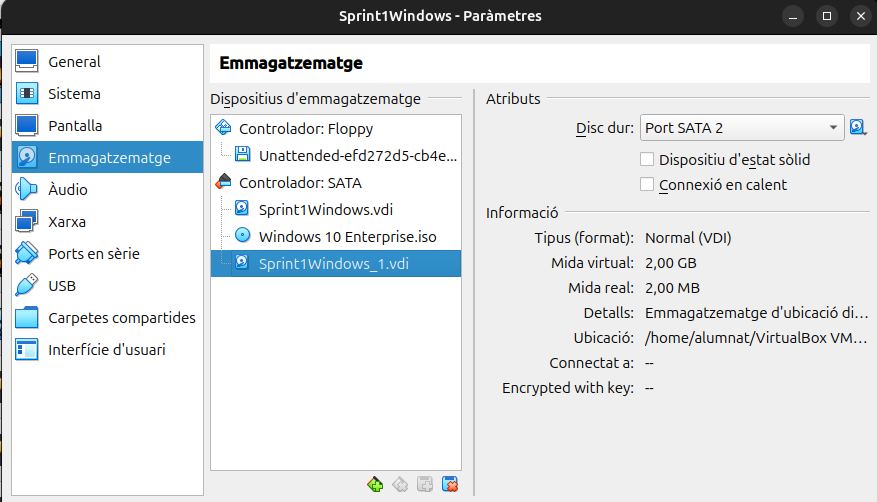 Sprint1Windows - Paràmetres
General
Sistema
Pantalla
Emmagatzematge
Àudio
Xarxa
Ports en sèrie
USB
Carpetes compartides
Interfície d'usuari
Emmagatzematge
Dispositius d'emmagatzematge
Controlador: Floppy
Unattended-efd272d5-cb4e...
Controlador: SATA
Sprint1Windows.vdi
Windows 10 Enterprise.iso
Sprint1Windows_1.vdi
Atributs
Disc dur: Port SATA 2
Dispositiu d'estat sòlid
Connexió en calent
Informació
Tipus (format): Normal (VDI)
Mida virtual: 2,00 GB
Mida real: 2,00 MB
Detalls: Emmagatzematge d'ubicació di...
Ubicació: /home/alumnat/VirtualBox VM...
Connectat a: --
Encrypted with key: --